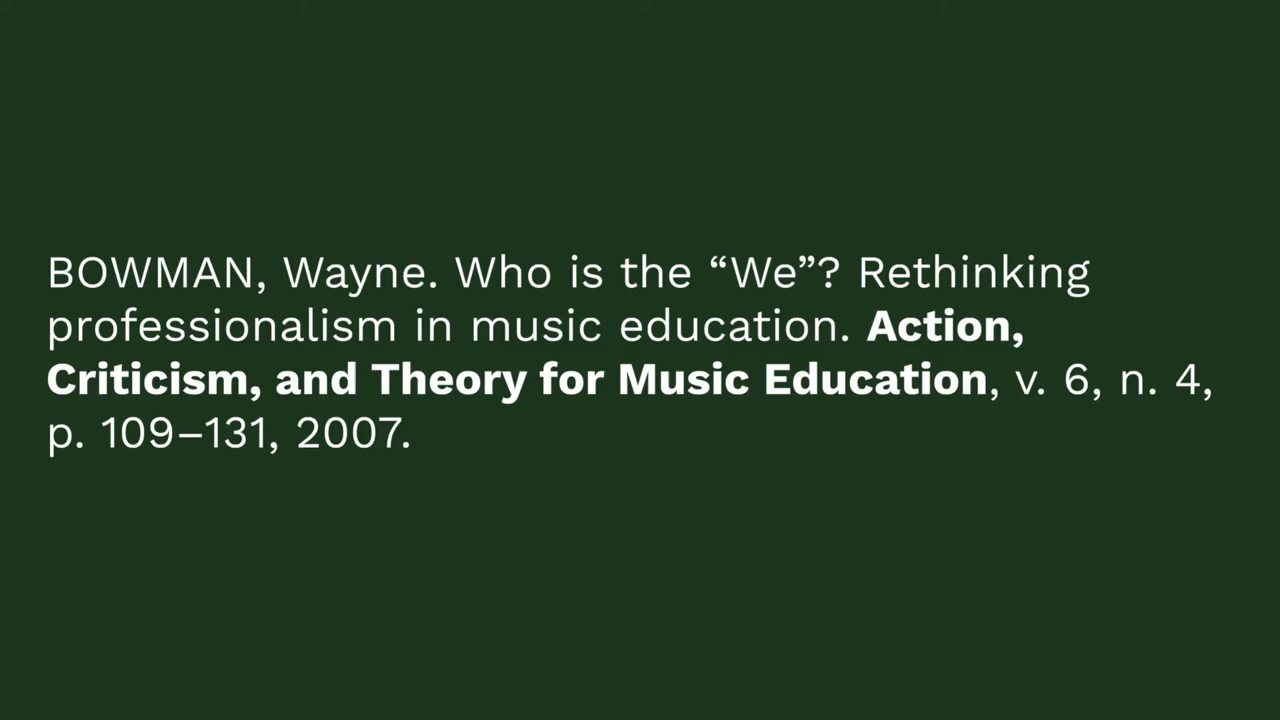 BOWMAN, Wayne. Who is the “We”? Rethinking
professionalism in music education. Action,
Criticism, and Theory for Music Education, v. 6, n. 4,
p. 109–131, 2007.